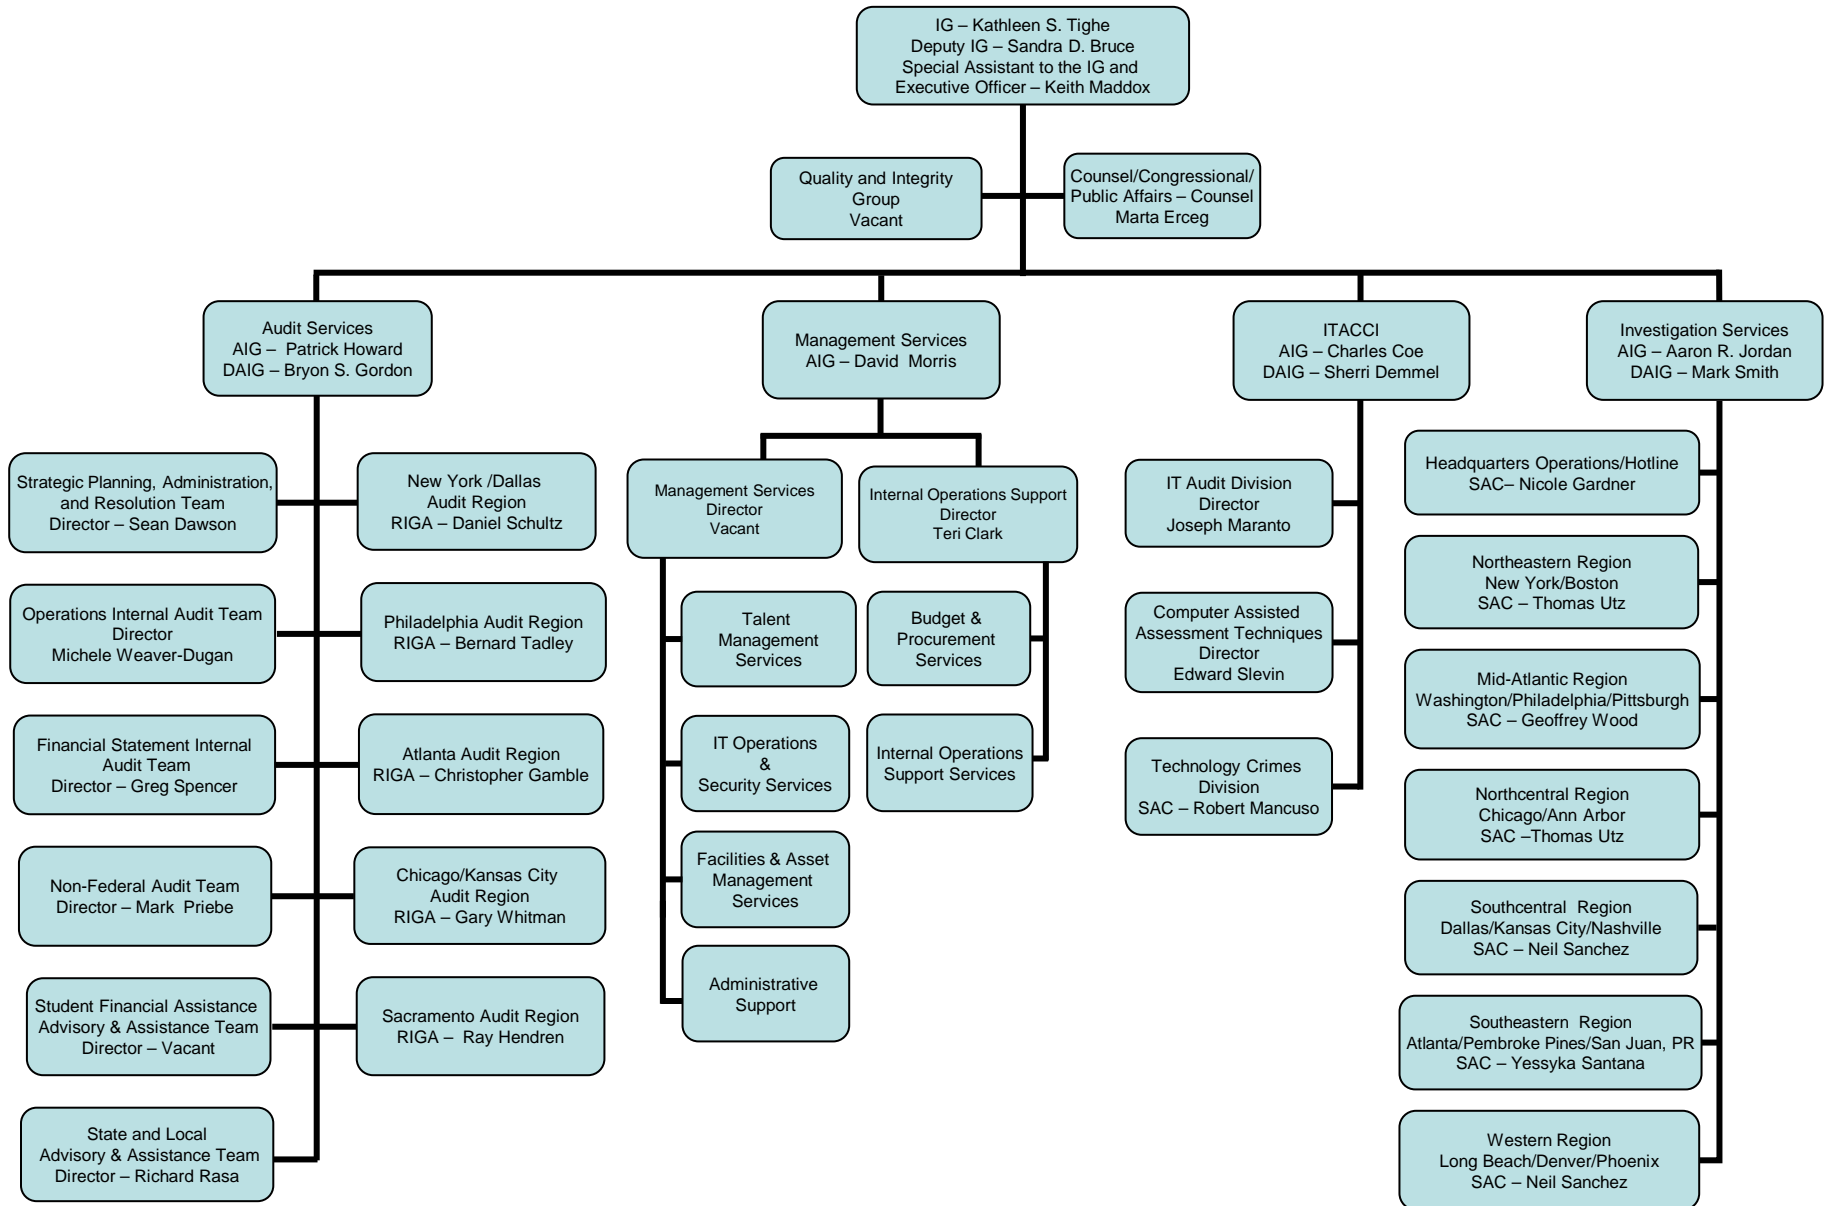 IG – Kathleen S. Tighe
Deputy IG – Sandra D. Bruce
Special Assistant to the IG and
Executive Officer – Keith Maddox
Quality and Integrity
Group
Vacant
Counsel/Congressional/
Public Affairs – Counsel
Marta Erceg
Audit Services
AIG – Patrick Howard
DAIG – Bryon S. Gordon
Management Services
AIG – David Morris
ITACCI
AIG – Charles Coe
DAIG – Sherri Demmel
Investigation Services
AIG – Aaron R. Jordan
DAIG – Mark Smith
Strategic Planning, Administration,
and Resolution Team
Director – Sean Dawson
New York /Dallas
Audit Region
RIGA – Daniel Schultz
Operations Internal Audit Team
Director
Michele Weaver-Dugan
Philadelphia Audit Region
RIGA – Bernard Tadley
Financial Statement Internal
Audit Team
Director – Greg Spencer
Atlanta Audit Region
RIGA – Christopher Gamble
Non-Federal Audit Team
Director – Mark Priebe
Chicago/Kansas City
Audit Region
RIGA – Gary Whitman
Student Financial Assistance
Advisory & Assistance Team
Director – Vacant
Sacramento Audit Region
RIGA – Ray Hendren
State and Local
Advisory & Assistance Team
Director – Richard Rasa
Management Services
Director
Vacant
Internal Operations Support
Director
Teri Clark
Talent
Management
Services
IT Operations
&
Security Services
Facilities & Asset
Management
Services
Administrative
Support
Budget &
Procurement
Services
Internal Operations
Support Services
IT Audit Division
Director
Joseph Maranto
Computer Assisted
Assessment Techniques
Director
Edward Slevin
Technology Crimes
Division
SAC – Robert Mancuso
Headquarters Operations/Hotline
SAC– Nicole Gardner
Northeastern Region
New York/Boston
SAC – Thomas Utz
Mid-Atlantic Region
Washington/Philadelphia/Pittsburgh
SAC – Geoffrey Wood
Northcentral Region
Chicago/Ann Arbor
SAC –Thomas Utz
Southcentral Region
Dallas/Kansas City/Nashville
SAC – Neil Sanchez
Southeastern Region
Atlanta/Pembroke Pines/San Juan, PR
SAC – Yessyka Santana
Western Region
Long Beach/Denver/Phoenix
SAC – Neil Sanchez